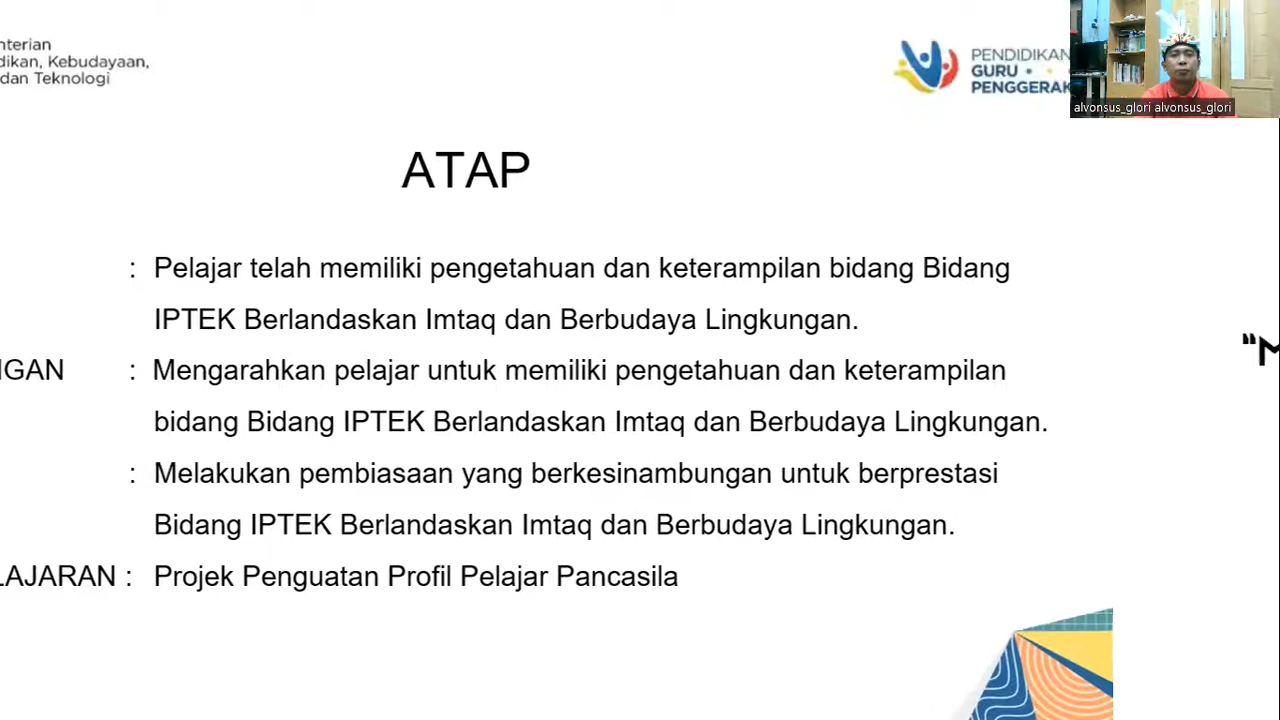 nterian
dikan, Kebudayaan,
dan Teknologi
PENDIDIKAN
GURU
PENGGERAK
alvonsus_glori alvonsus_glori
ATAP
: Pelajar telah memiliki pengetahuan dan keterampilan bidang Bidang
IPTEK Berlandaskan Imtaq dan Berbudaya Lingkungan.
NGAN : Mengarahkan pelajar untuk memiliki pengetahuan dan keterampilan
bidang Bidang IPTEK Berlandaskan Imtaq dan Berbudaya Lingkungan.
: Melakukan pembiasaan yang berkesinambungan untuk berprestasi
Bidang IPTEK Berlandaskan Imtaq dan Berbudaya Lingkungan.
LAJARAN : Projek Penguatan Profil Pelajar Pancasila
"M